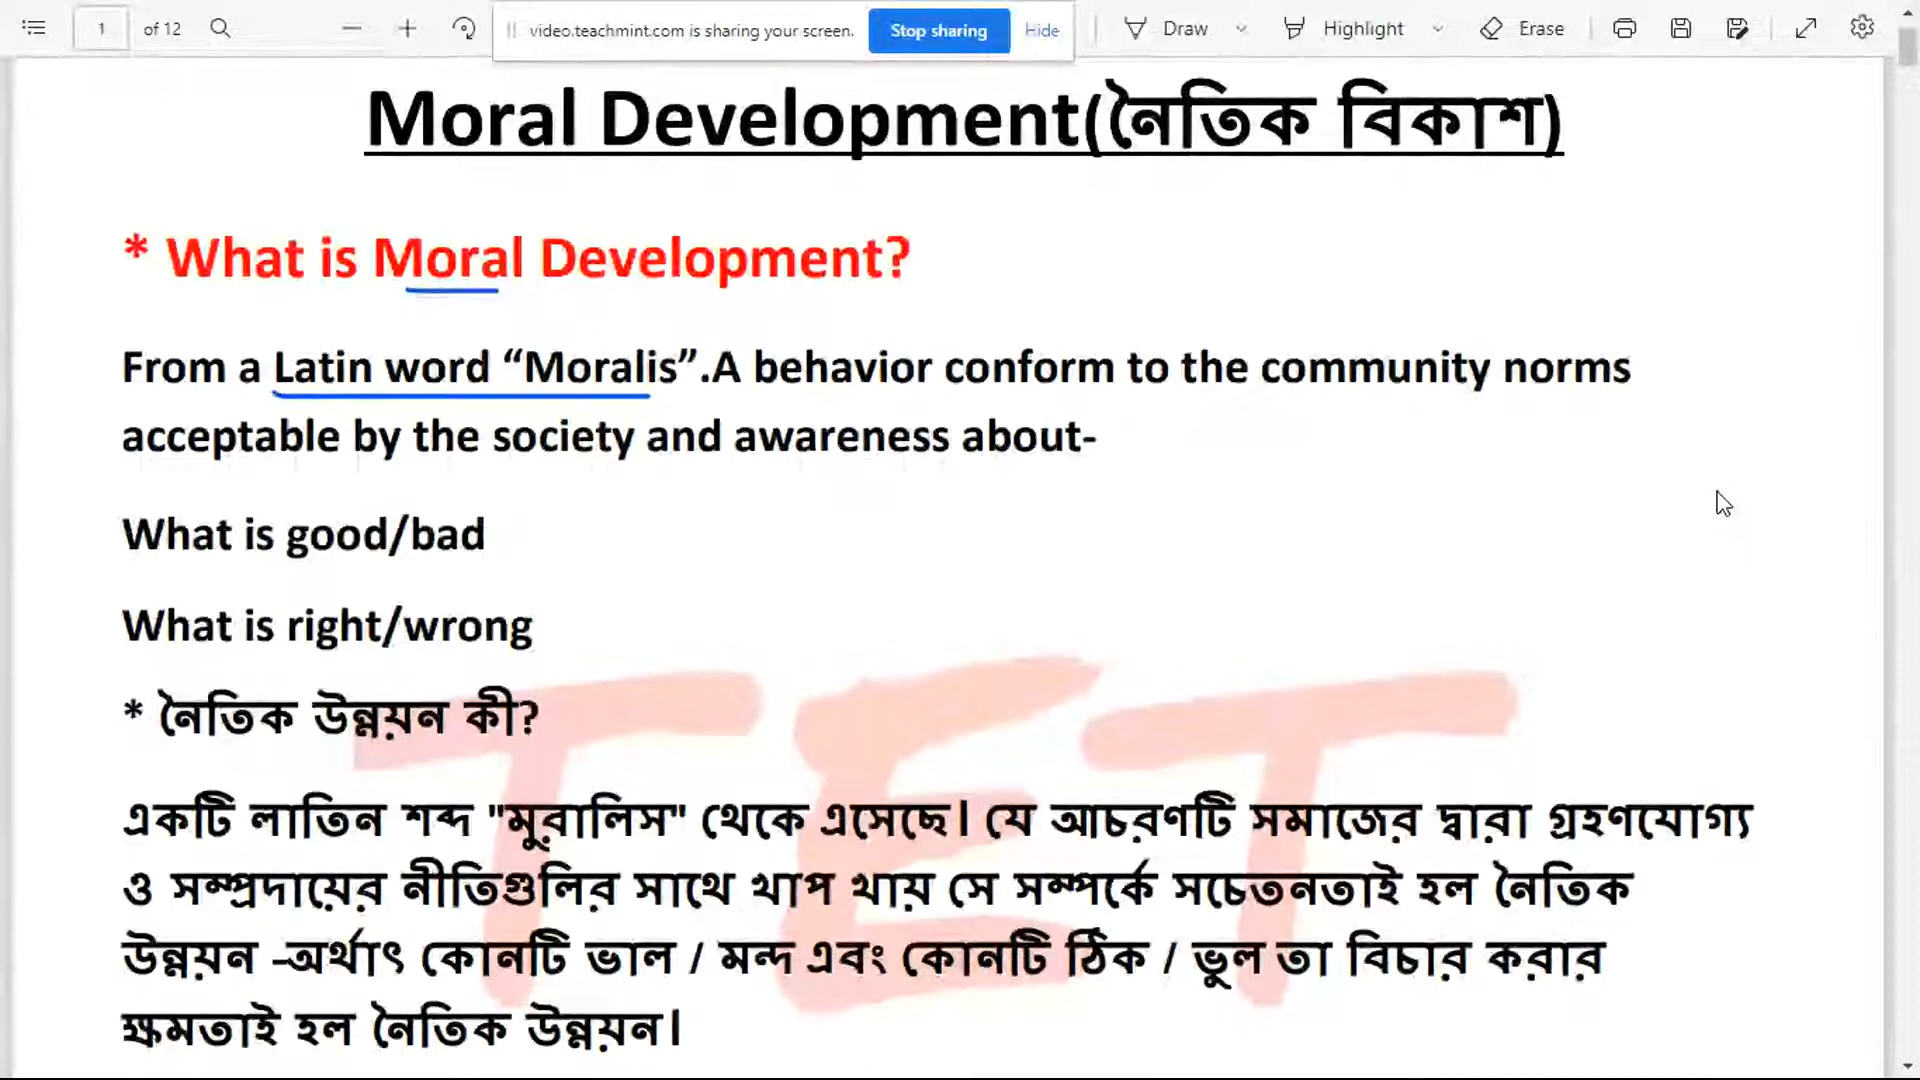 1 of 12 video.teachmint.com is sharing your screen. Stop sharing Hide Draw Highlight Erase
Moral Development(নৈতিক বিকাশ)
* What is Moral Development?
From a Latin word “Moralis”.A behavior conform to the community norms
acceptable by the society and awareness about-
What is good/bad
What is right/wrong
* নৈতিক উন্নয়ন কী?
একটি লাতিন শব্দ "মুরালিস" থেকে এসেছে। যে আচরণটি সমাজের দ্বারা গ্রহণযোগ্য
ও সম্প্রদায়ের নীতিগুলির সাথে খাপ খায় সে সম্পর্কে সচেতনতাই হল নৈতিক
উন্নয়ন -অর্থাৎ কোনটি ভাল / মন্দ এবং কোনটি ঠিক / ভুল তা বিচার করার
ক্ষমতাই হল নৈতিক উন্নয়ন।
TET